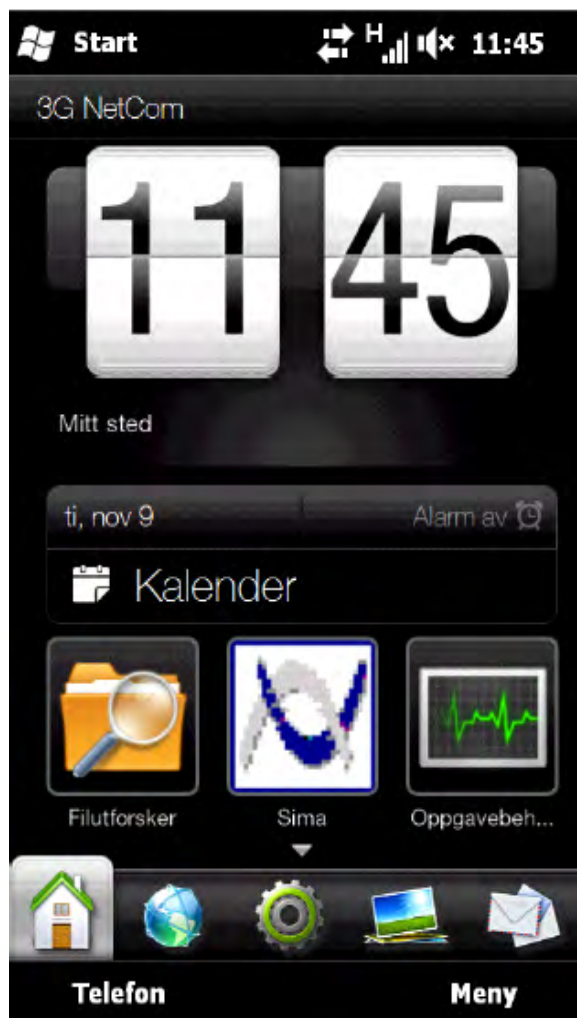 Start H 11:45
3G NetCom
11 45
Mitt sted
ti, nov 9 Alarm av
Kalender
Filutforsker Sima Oppgavebeh...
Telefon Meny